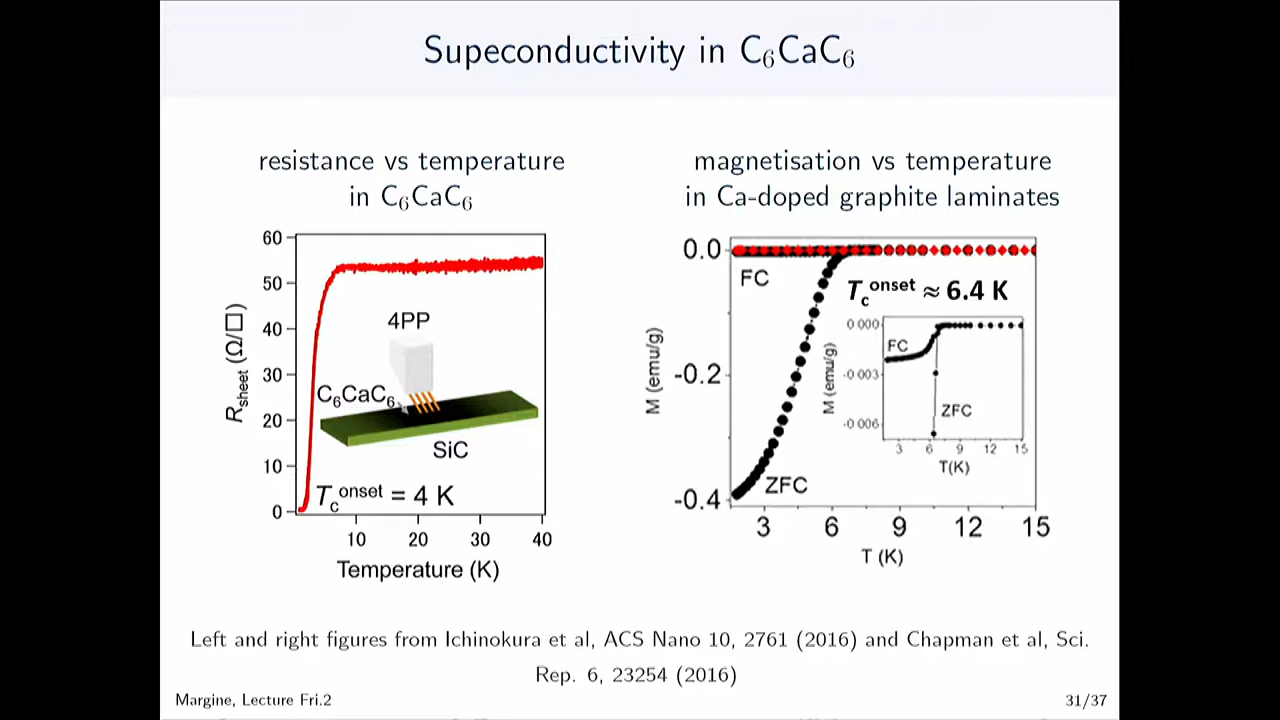 Supeconductivity in C₆CaC₆
resistance vs temperature
in C₆CaC₆
60
50
40
30
20
10
0
R_sheet (Ω/□)
4PP
C₆CaC₆
SiC
T_c^onset = 4 K
10 20 30 40
Temperature (K)
magnetisation vs temperature
in Ca-doped graphite laminates
0.0
-0.2
-0.4
M (emu/g)
FC
T_c^onset ≈ 6.4 K
ZFC
0 000
-0 003
-0 006
M (emu/g)
FC
ZFC
3 6 9 12 15
T(K)
3 6 9 12 15
T (K)
Left and right figures from Ichinokura et al, ACS Nano 10, 2761 (2016) and Chapman et al, Sci.
Rep. 6, 23254 (2016)
Margine, Lecture Fri.2
31/37